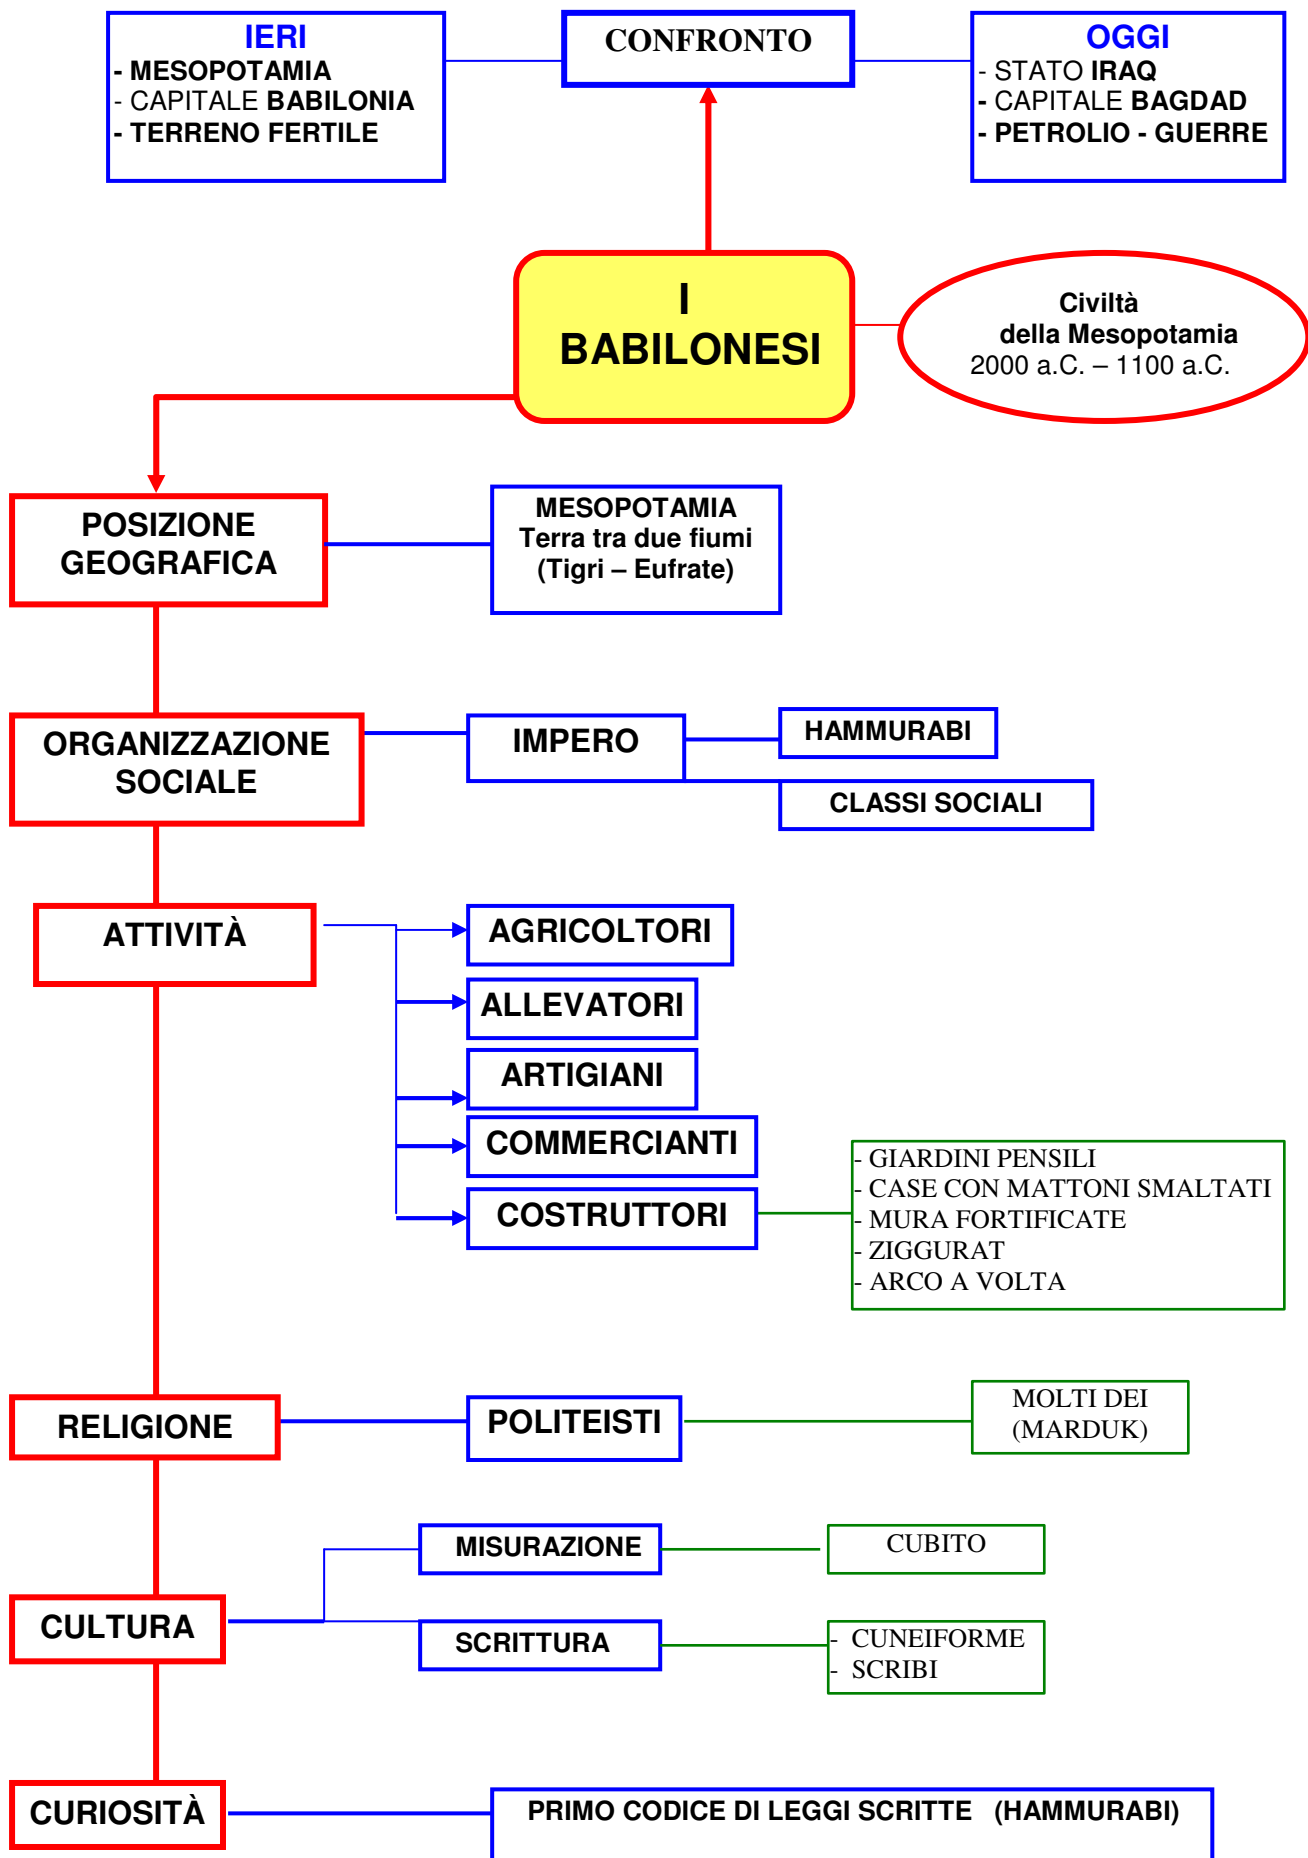 IERI
- MESOPOTAMIA
- CAPITALE BABILONIA
- TERRENO FERTILE
CONFRONTO
OGGI
- STATO IRAQ
- CAPITALE BAGDAD
- PETROLIO - GUERRE
I
BABILONESI
Civiltà
della Mesopotamia
2000 a.C. – 1100 a.C.
POSIZIONE
GEOGRAFICA
MESOPOTAMIA
Terra tra due fiumi
(Tigri – Eufrate)
ORGANIZZAZIONE
SOCIALE
IMPERO
HAMMURABI
CLASSI SOCIALI
ATTIVITÀ
AGRICOLTORI
ALLEVATORI
ARTIGIANI
COMMERCIANTI
COSTRUTTORI
- GIARDINI PENSILI
- CASE CON MATTONI SMALTATI
- MURA FORTIFICATE
- ZIGGURAT
- ARCO A VOLTA
RELIGIONE
POLITEISTI
MOLTI DEI
(MARDUK)
CULTURA
MISURAZIONE
CUBITO
SCRITTURA
- CUNEIFORME
- SCRIBI
CURIOSITÀ
PRIMO CODICE DI LEGGI SCRITTE (HAMMURABI)